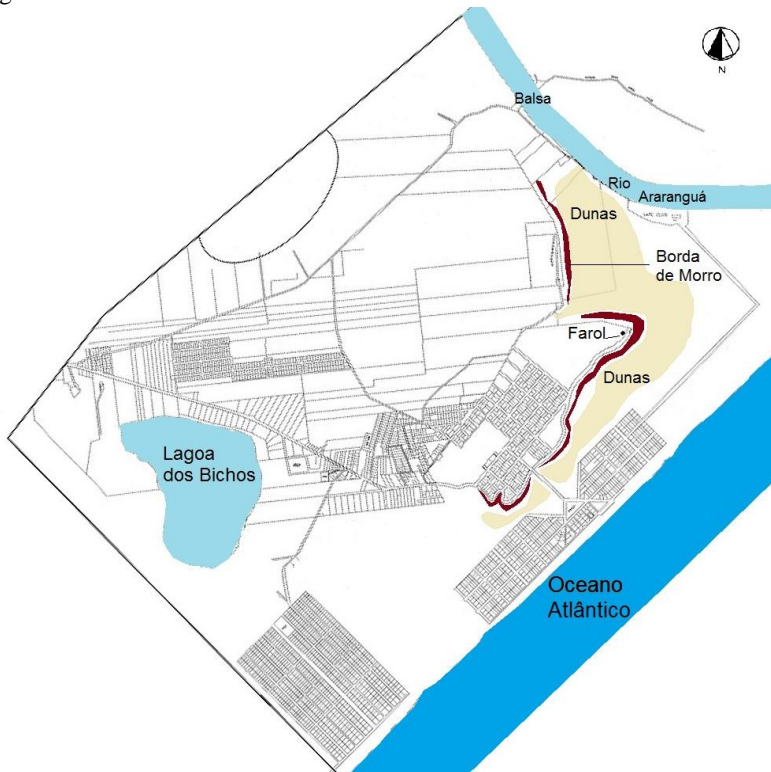 N
Balsa
Rio
Araranguá
Dunas
Borda
de Morro
Farol
Dunas
Lagoa
dos Bichos
Oceano
Atlântico